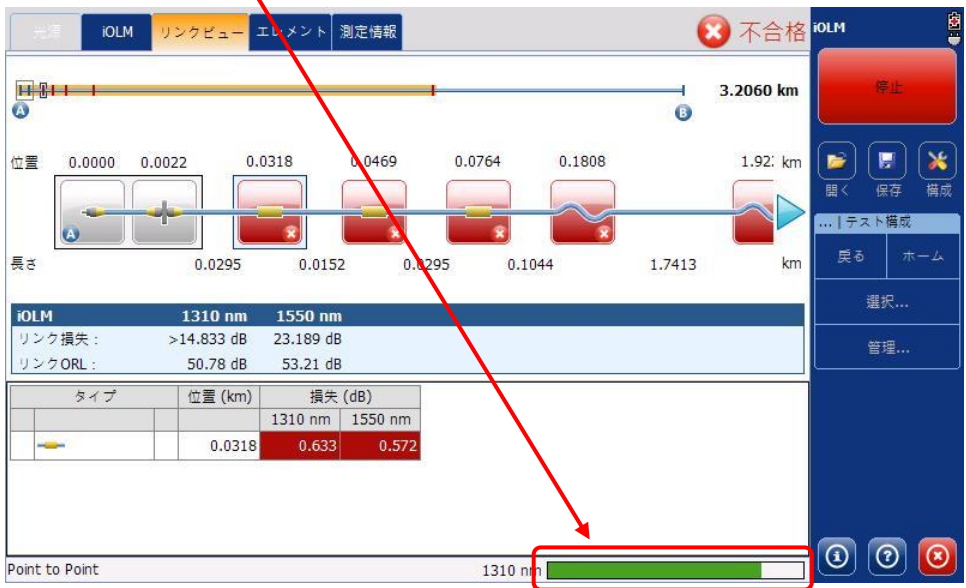 光源 iOLM リンクビュー エレメント 測定情報 不合格 iOLM
停止
3.2060 km
A B
開く 保存 構成
位置 0.0000 0.0022 0.0318 0.0469 0.0764 0.1808 1.92: km
A
... | テスト構成
戻る ホーム
長さ 0.0295 0.0152 0.0295 0.1044 1.7413 km
選択...
管理...
iOLM 1310 nm 1550 nm
リンク損失 : >14.833 dB 23.189 dB
リンクORL : 50.78 dB 53.21 dB
タイプ 位置 (km) 損失 (dB)
1310 nm 1550 nm
0.0318 0.633 0.572
Point to Point 1310 nm